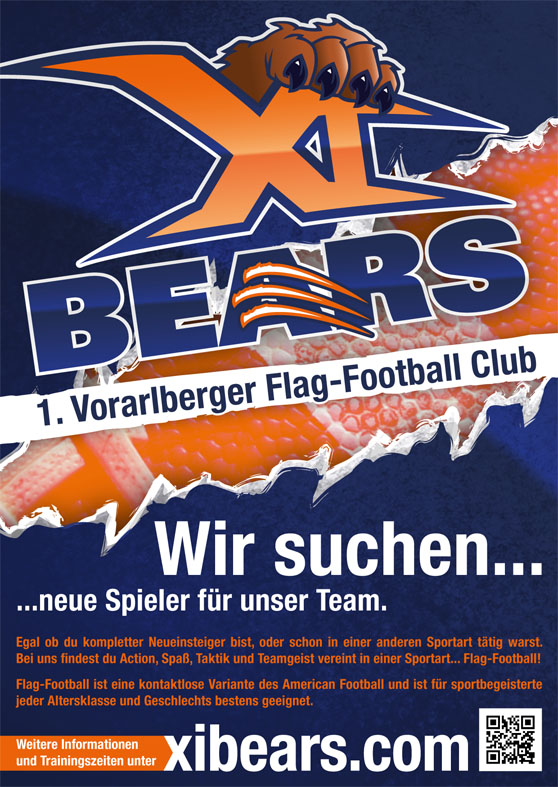 XI
BEARS
1. Vorarlberger Flag-Football Club
Wir suchen...
...neue Spieler für unser Team.
Egal ob du kompletter Neueinsteiger bist, oder schon in einer anderen Sportart tätig warst.
Bei uns findest du Action, Spaß, Taktik und Teamgeist vereint in einer Sportart... Flag-Football!
Flag-Football ist eine kontaktlose Variante des American Football und ist für sportbegeisterte
jeder Altersklasse und Geschlechts bestens geeignet.
Weitere Informationen
und Trainingszeiten unter
xibears.com